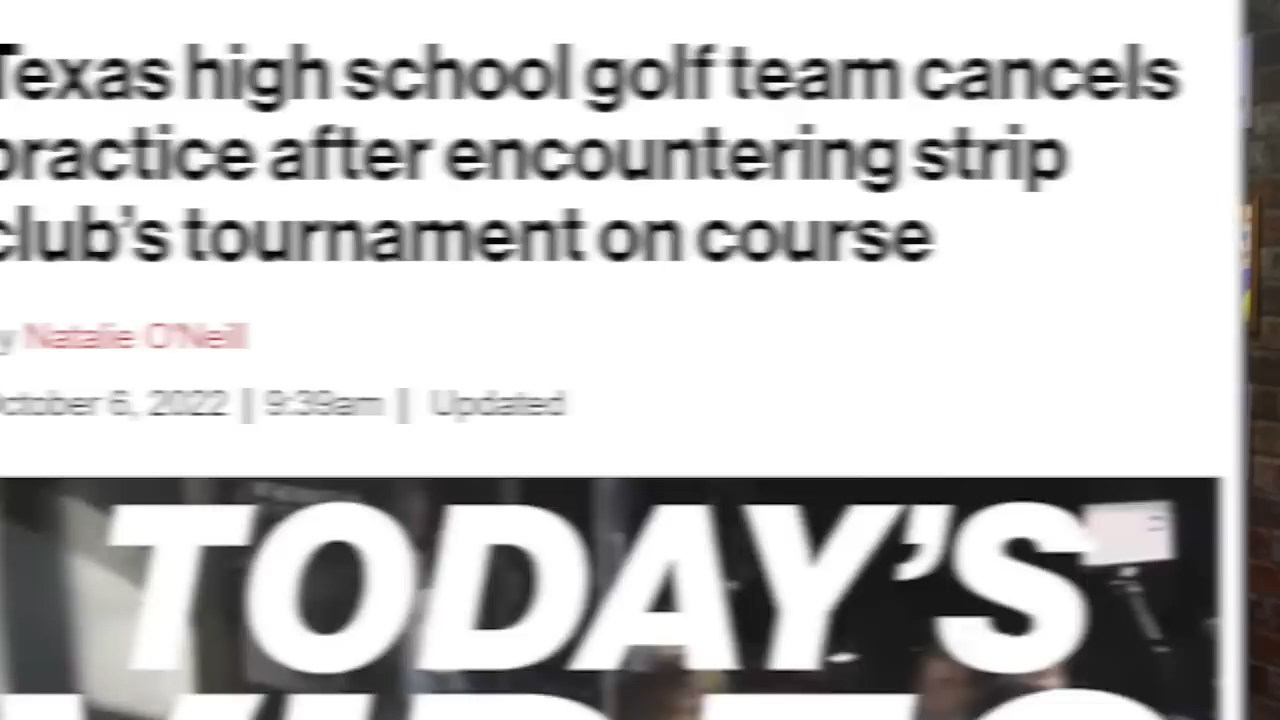 Texas high school golf team cancels
practice after encountering strip
club's tournament on course
y Natalie O'Neill
October 6, 2022 | 9:39am | Updated
TODAY'S